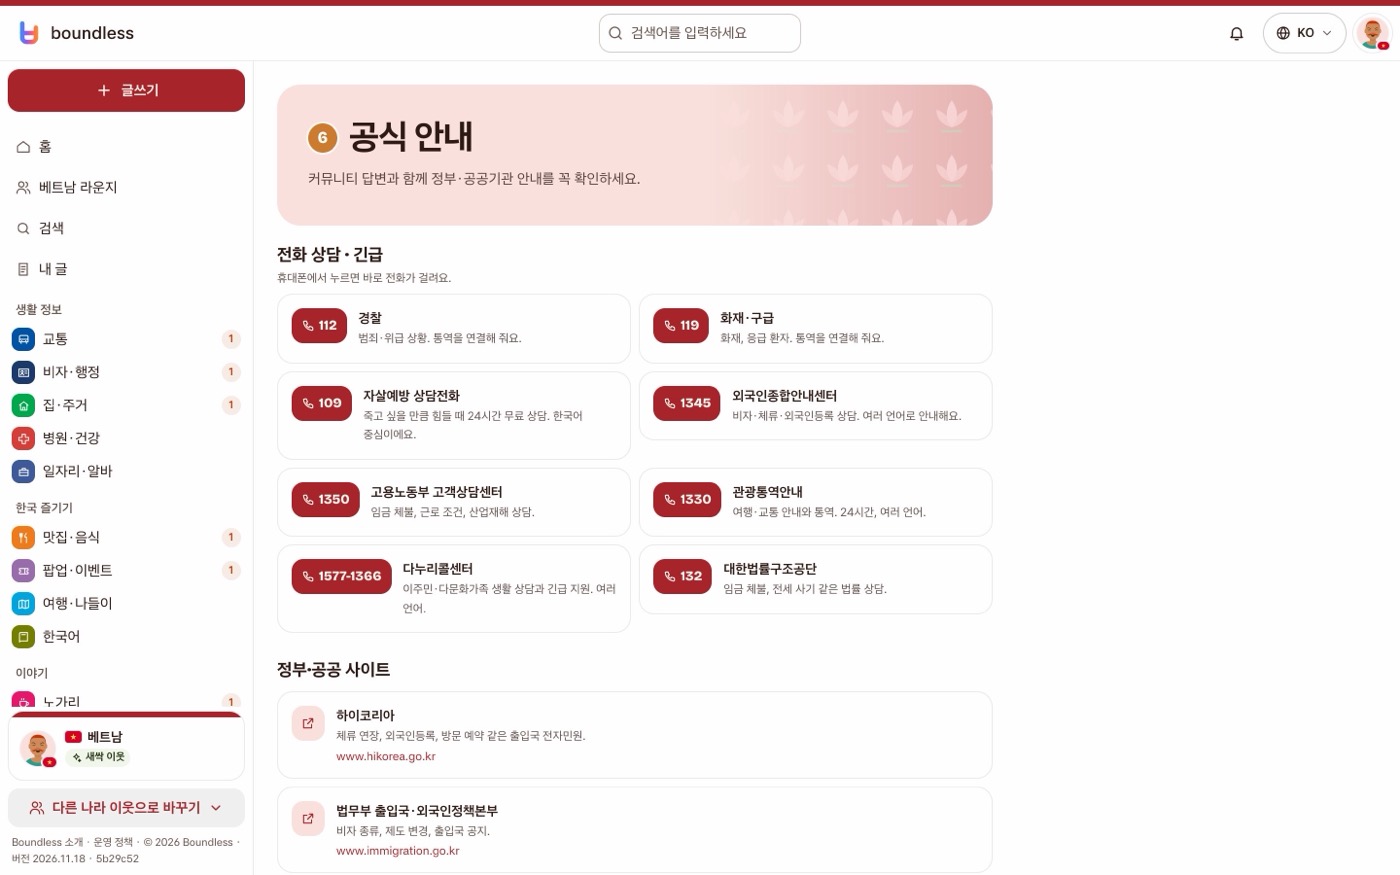 boundless
검색어를 입력하세요
KO
글쓰기
홈
베트남 라운지
검색
내 글
생활 정보
교통 1
비자·행정 1
집·주거 1
병원·건강
일자리·알바
한국 즐기기
맛집·음식 1
팝업·이벤트 1
여행·나들이
한국어
이야기
노가리 1
베트남
새싹 이웃
다른 나라 이웃으로 바꾸기
Boundless 소개 · 운영 정책 · © 2026 Boundless ·
버전 2026.11.18 · 5b29c52
6 공식 안내
커뮤니티 답변과 함께 정부·공공기관 안내를 꼭 확인하세요.
전화 상담 · 긴급
휴대폰에서 누르면 바로 전화가 걸려요.
112
경찰
범죄·위급 상황. 통역을 연결해 줘요.
119
화재·구급
화재, 응급 환자. 통역을 연결해 줘요.
109
자살예방 상담전화
죽고 싶을 만큼 힘들 때 24시간 무료 상담. 한국어
중심이에요.
1345
외국인종합안내센터
비자·체류·외국인등록 상담. 여러 언어로 안내해요.
1350
고용노동부 고객상담센터
임금 체불, 근로 조건, 산업재해 상담.
1330
관광통역안내
여행·교통 안내와 통역. 24시간, 여러 언어.
1577-1366
다누리콜센터
이주민·다문화가족 생활 상담과 긴급 지원. 여러
언어.
132
대한법률구조공단
임금 체불, 전세 사기 같은 법률 상담.
정부·공공 사이트
하이코리아
체류 연장, 외국인등록, 방문 예약 같은 출입국 전자민원.
www.hikorea.go.kr
법무부 출입국·외국인정책본부
비자 종류, 제도 변경, 출입국 공지.
www.immigration.go.kr